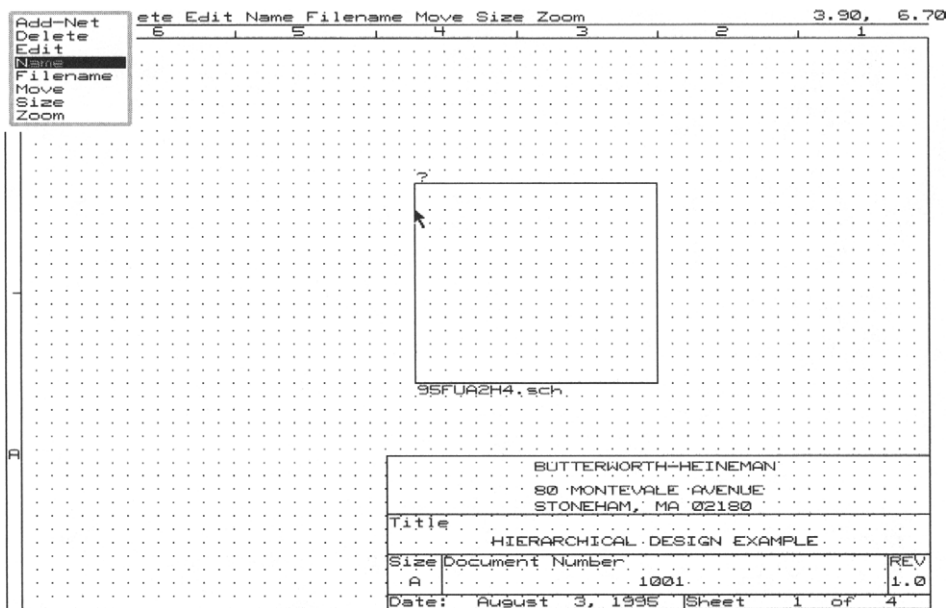 ete Edit Name Filename Move Size Zoom 3.90, 6.70
Add-Net
Delete
Edit
Name
Filename
Move
Size
Zoom
6 5 4 3 2 1
?
95FUA2H4.sch
A
BUTTERWORTH-HEINEMAN
80 MONTEVALE AVENUE
STONEHAM, MA 02180
Title
HIERARCHICAL DESIGN EXAMPLE
Size Document Number REV
A 1001 1.0
Date: August 3, 1995 Sheet 1 of 4